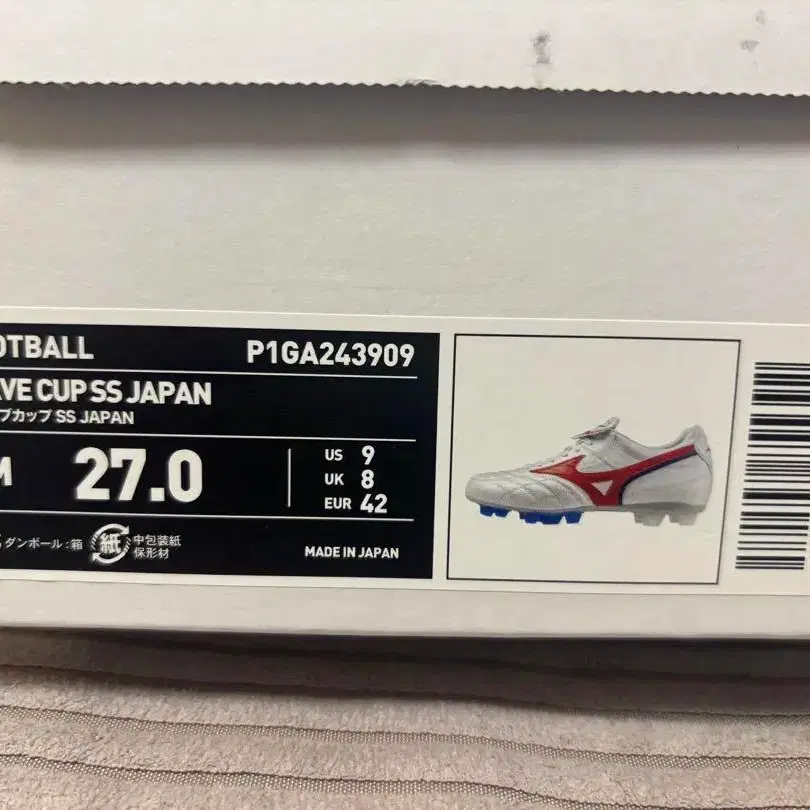 OTBALL
P1GA243909
VE CUP SS JAPAN
ブカップ SS JAPAN
M 27.0
US 9
UK 8
EUR 42
ダンボール:箱 紙 中包装紙
保形材
MADE IN JAPAN